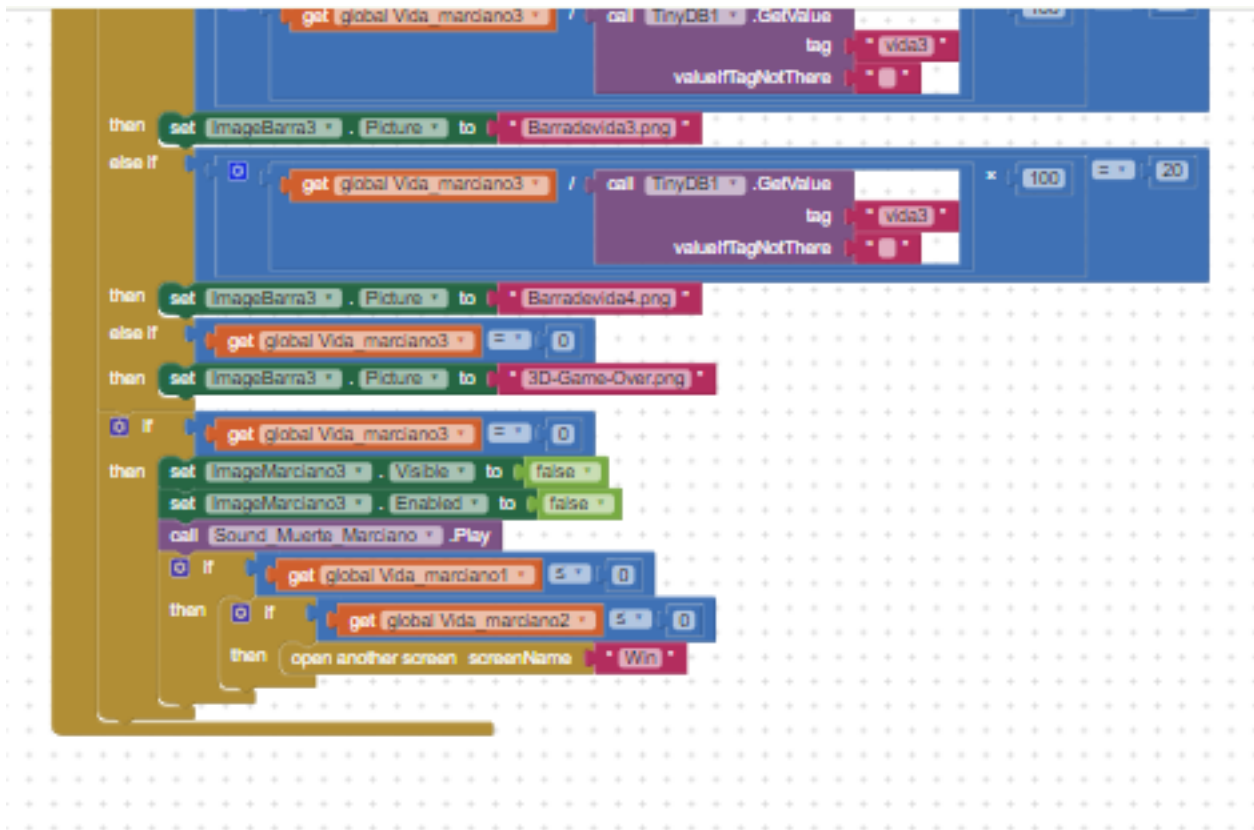 get global Vida_marciano3 / call TinyDB1 .GetValue 100
tag " vida3 "
valueIfTagNotThere " "
then set ImageBarra3 . Picture to " Barradevida3.png "
else if
get global Vida_marciano3 / call TinyDB1 .GetValue × 100 = 20
tag " vida3 "
valueIfTagNotThere " "
then set ImageBarra3 . Picture to " Barradevida4.png "
else if get global Vida_marciano3 = 0
then set ImageBarra3 . Picture to " 3D-Game-Over.png "
if get global Vida_marciano3 = 0
then set ImageMarciano3 . Visible to false
set ImageMarciano3 . Enabled to false
call Sound_Muerte_Marciano .Play
if get global Vida_marciano1 ≤ 0
then if get global Vida_marciano2 ≤ 0
then open another screen screenName " Win "